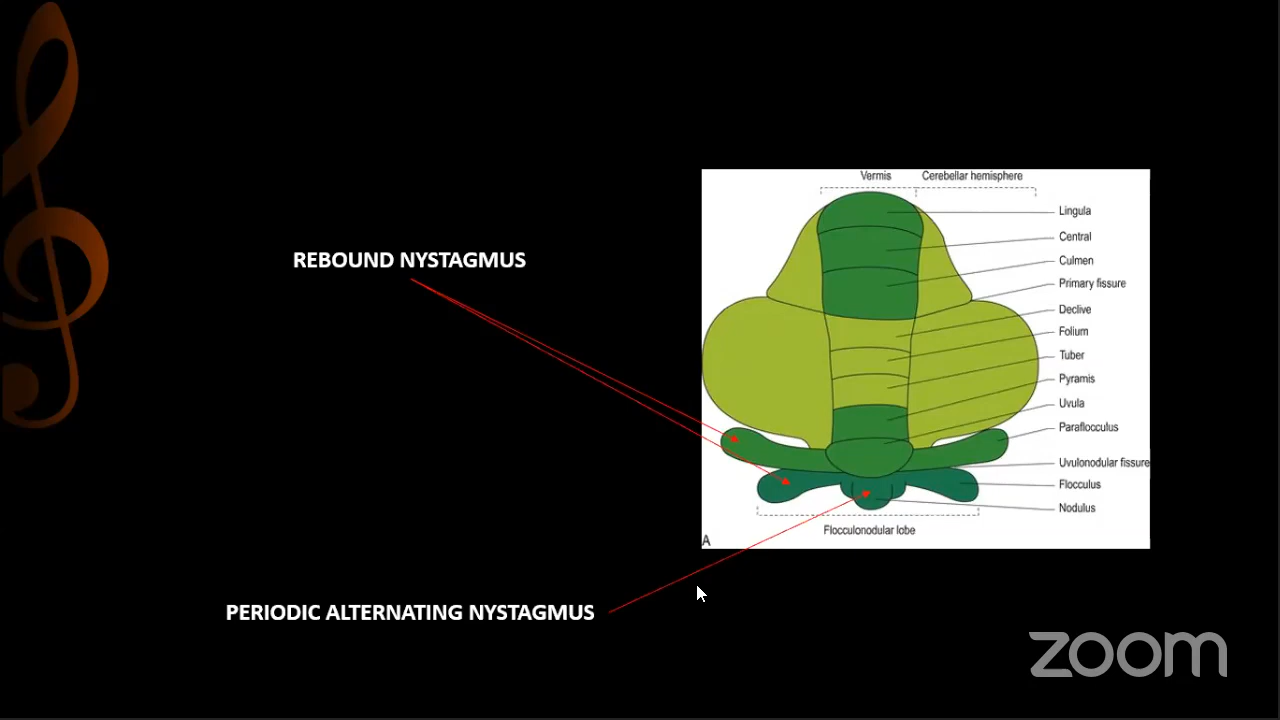 Vermis
Cerebellar hemisphere
Lingula
Central
REBOUND NYSTAGMUS
Culmen
Primary fissure
Declive
Folium
Tuber
Pyramis
Uvula
Paraflocculus
Uvulonodular fissure
Flocculus
Nodulus
Flocculonodular lobe
A
PERIODIC ALTERNATING NYSTAGMUS
zoom